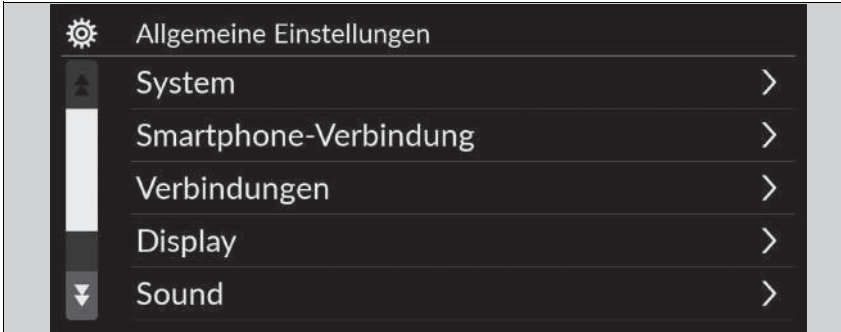 Allgemeine Einstellungen
System
Smartphone-Verbindung
Verbindungen
Display
Sound